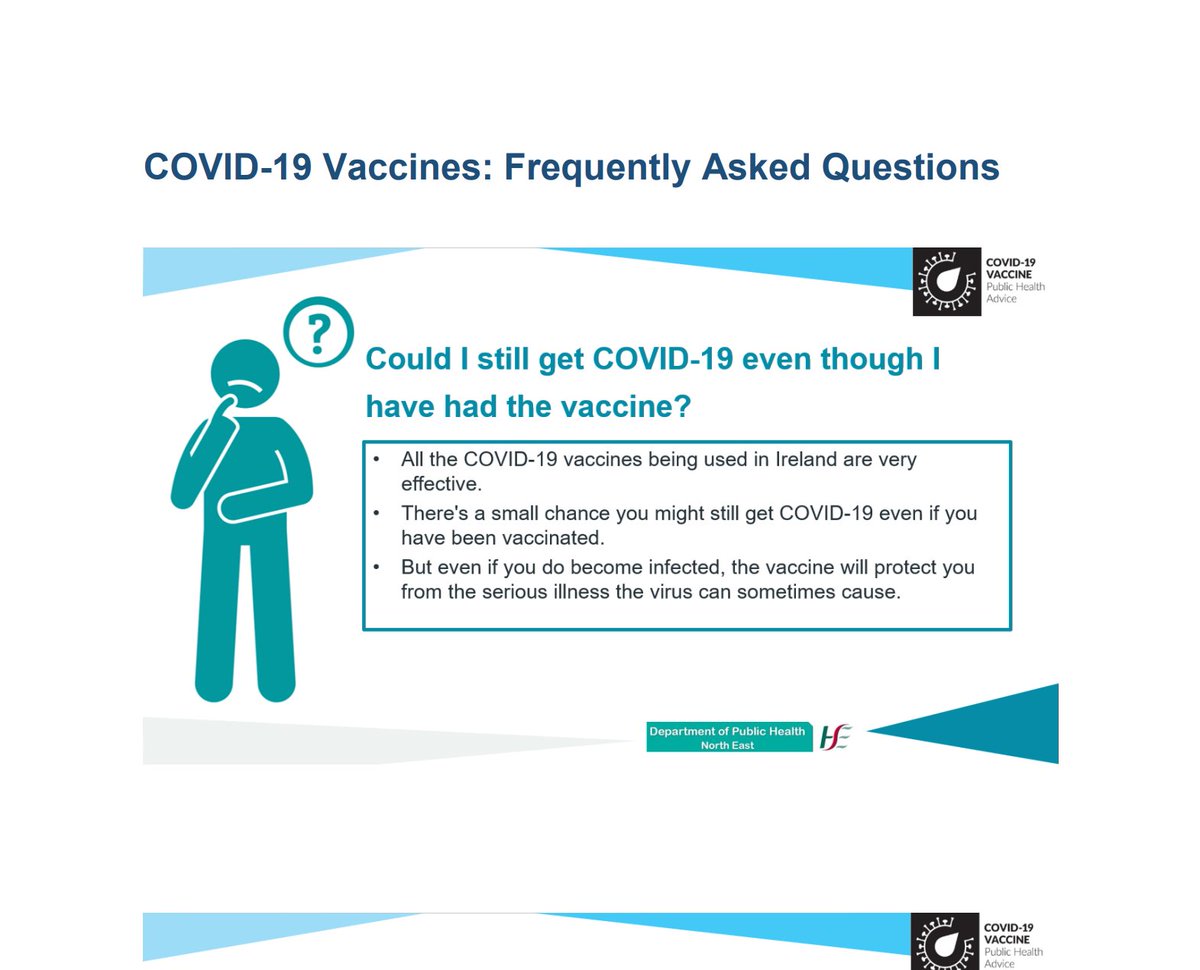 COVID-19 Vaccines: Frequently Asked Questions
COVID-19
VACCINE
Public Health
Advice
?
Could I still get COVID-19 even though I
have had the vaccine?
• All the COVID-19 vaccines being used in Ireland are very
effective.
• There's a small chance you might still get COVID-19 even if you
have been vaccinated.
• But even if you do become infected, the vaccine will protect you
from the serious illness the virus can sometimes cause.
Department of Public Health
North East
HSE
COVID-19
VACCINE
Public Health
Advice